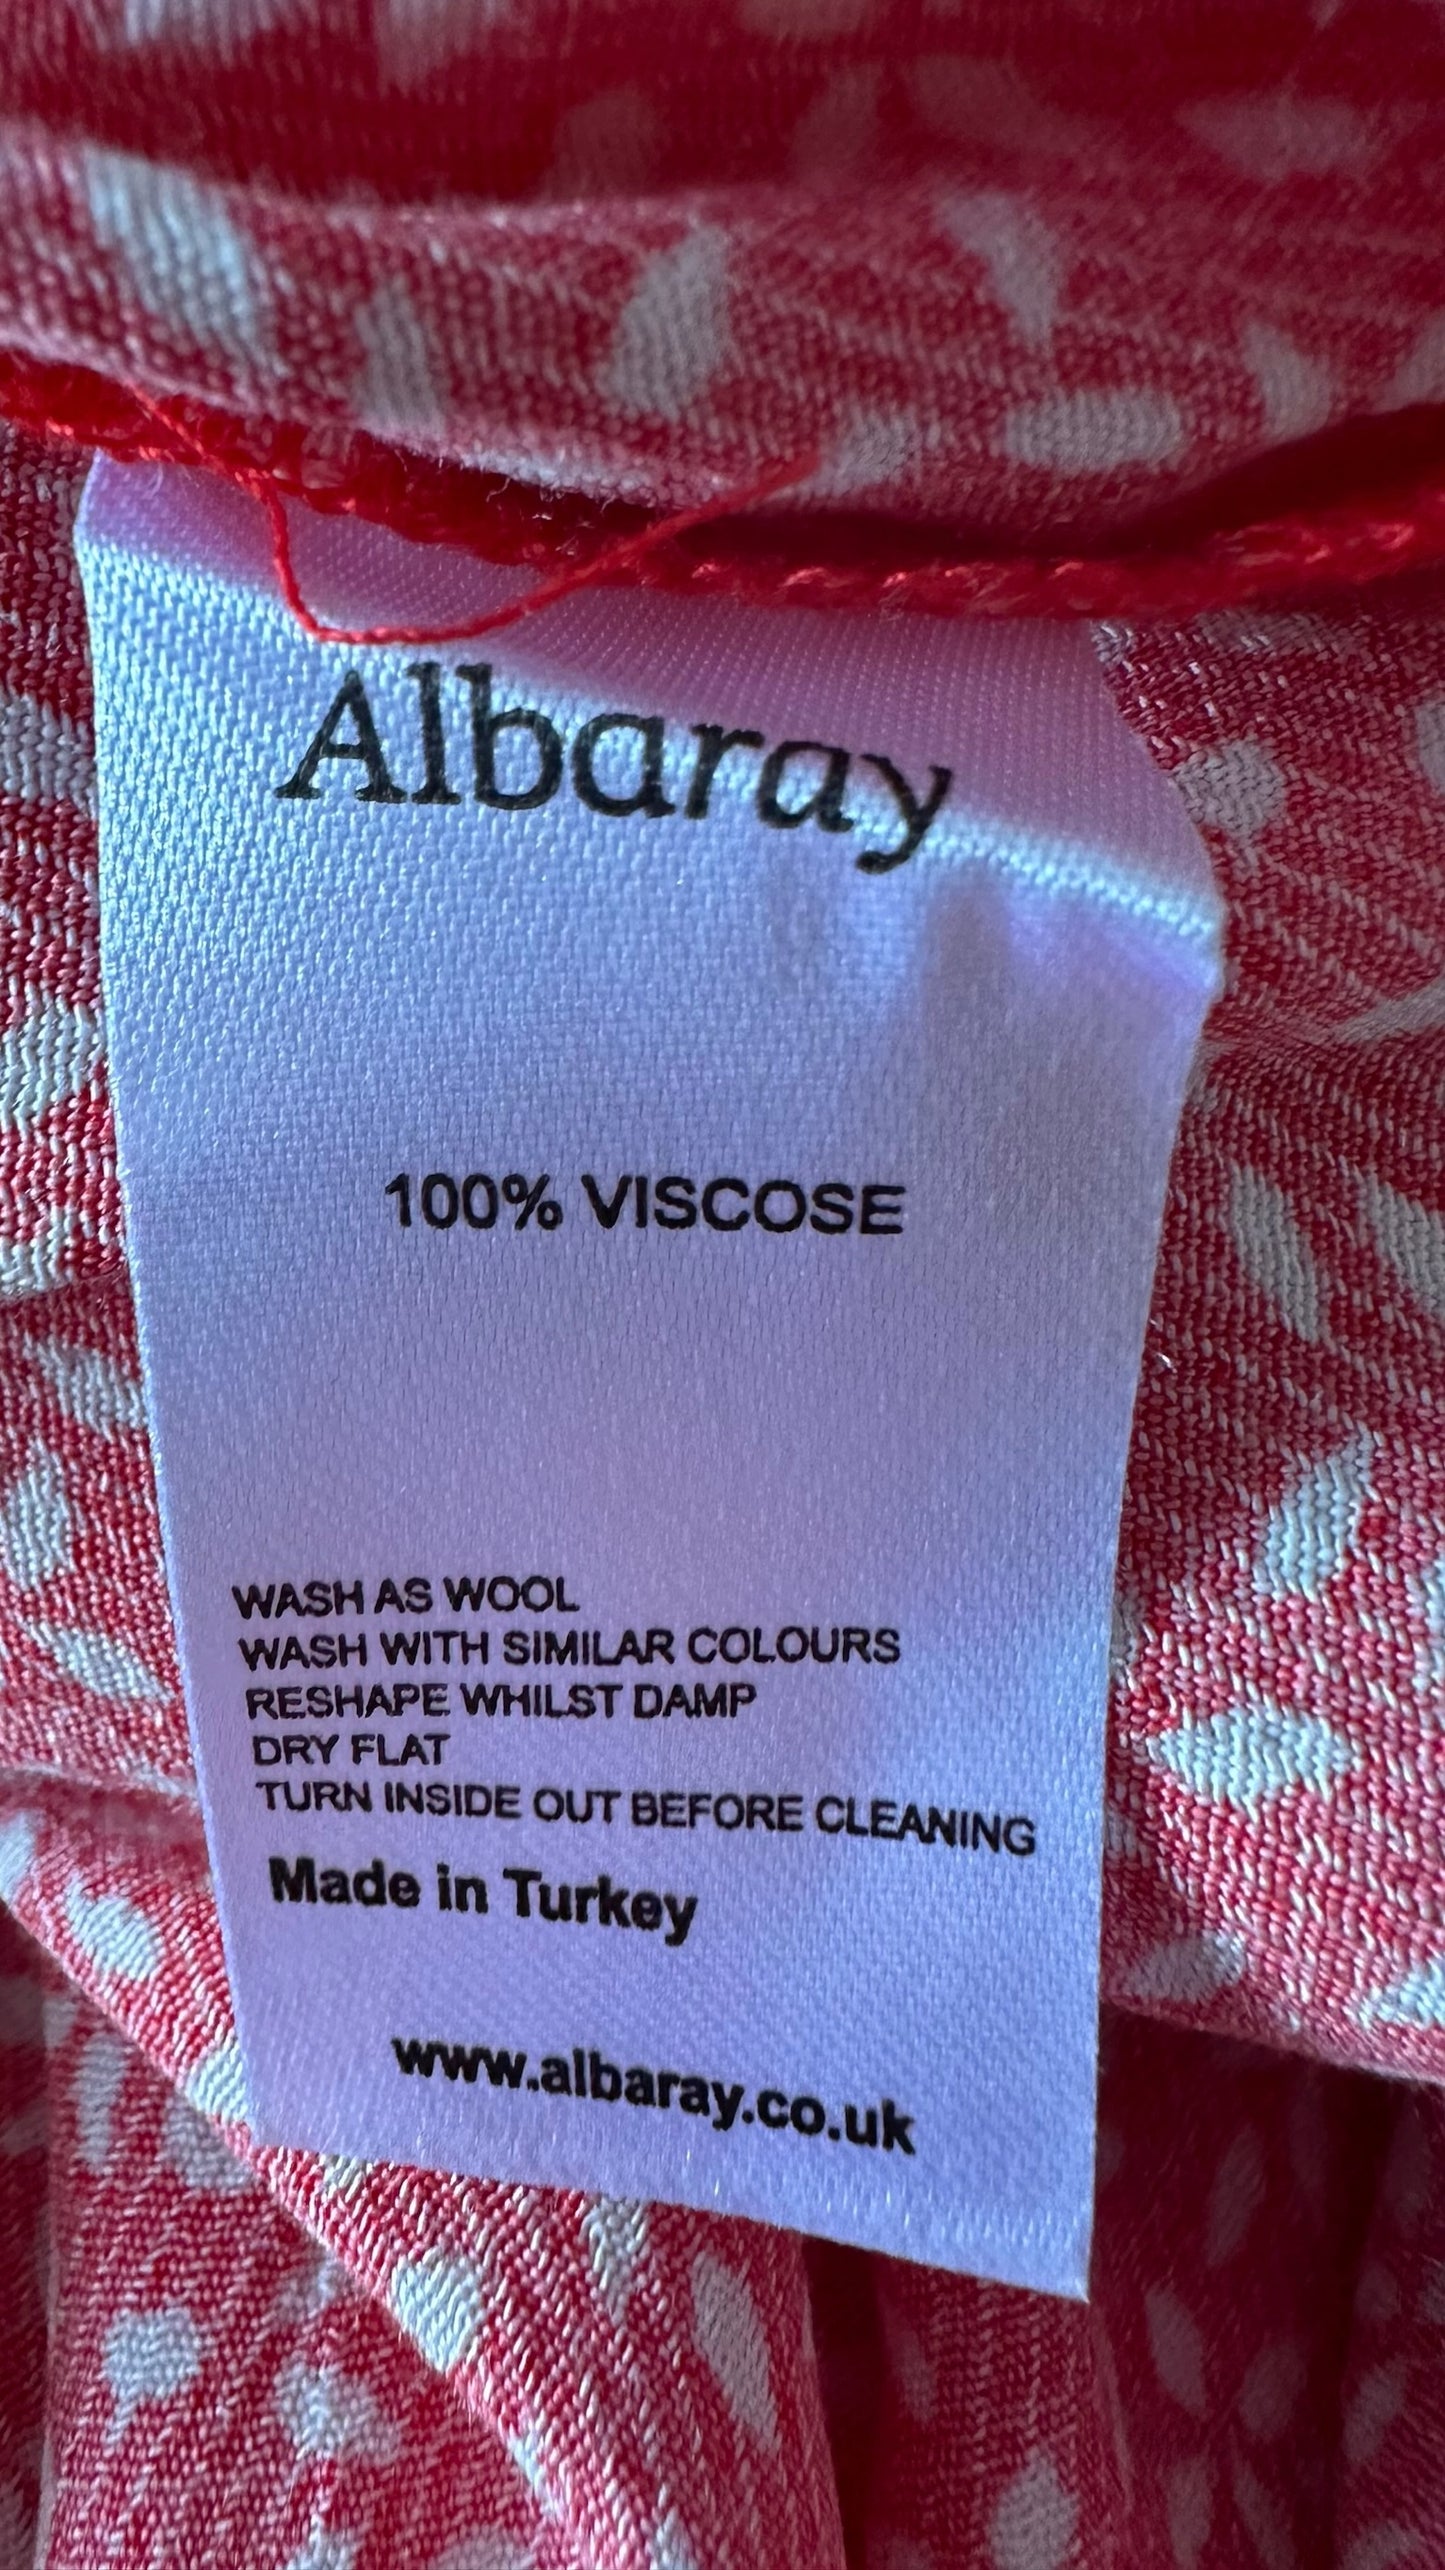 Albaray
100% VISCOSE
WASH AS WOOL
WASH WITH SIMILAR COLOURS
RESHAPE WHILST DAMP
DRY FLAT
TURN INSIDE OUT BEFORE CLEANING
Made in Turkey
www.albaray.co.uk